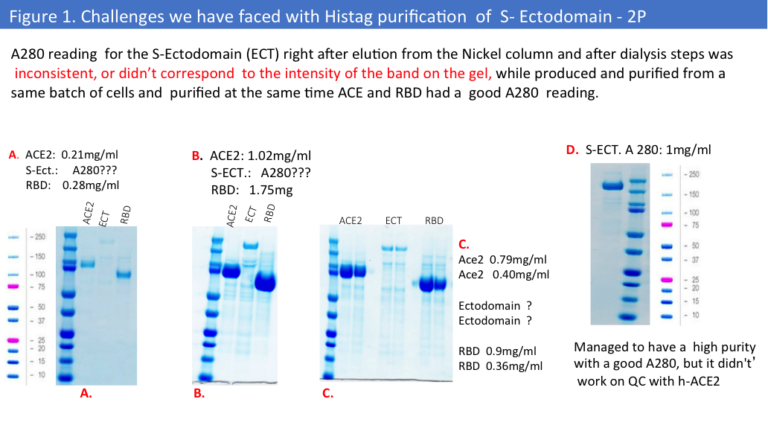 Figure 1. Challenges we have faced with Histag purification of S- Ectodomain - 2P
A280 reading for the S-Ectodomain (ECT) right after elution from the Nickel column and after dialysis steps was
inconsistent, or didn't correspond to the intensity of the band on the gel, while produced and purified from a
same batch of cells and purified at the same time ACE and RBD had a good A280 reading.
A. ACE2: 0.21mg/ml
S-Ect.: A280???
RBD: 0.28mg/ml
ACE2
ECT
RBD
- 250
- 150
- 100
- 75
- 50
- 37
- 25
- 20
- 15
- 10
A.
B. ACE2: 1.02mg/ml
S-ECT.: A280???
RBD: 1.75mg
ACE2
ECT
RBD
B.
ACE2 ECT RBD
C.
C.
Ace2 0.79mg/ml
Ace2 0.40mg/ml
Ectodomain ?
Ectodomain ?
RBD 0.9mg/ml
RBD 0.36mg/ml
D. S-ECT. A 280: 1mg/ml
- 250
- 150
- 100
- 75
- 50
- 37
- 25
- 20
- 15
- 10
Managed to have a high purity
with a good A280, but it didn't'
work on QC with h-ACE2